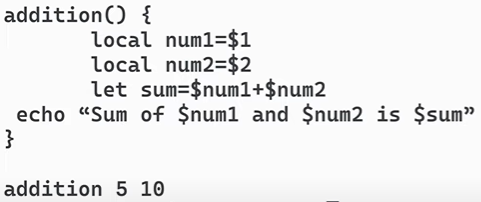 addition() {
local num1=$1
local num2=$2
let sum=$num1+$num2
echo “Sum of $num1 and $num2 is $sum”
}
addition 5 10